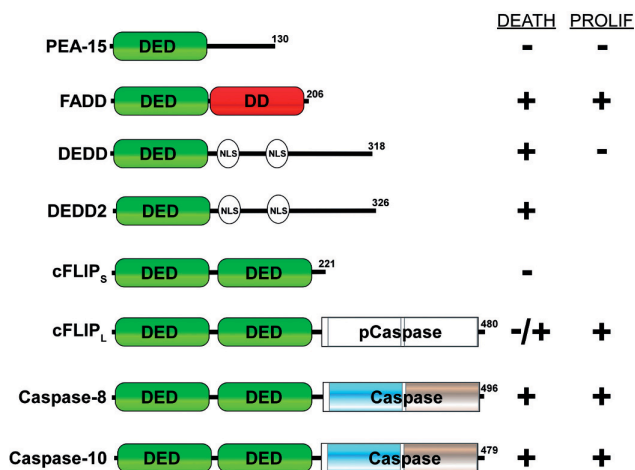 DEATH PROLIF
PEA-15 DED 130 - -
FADD DED DD 206 + +
DEDD DED NLS NLS 318 + -
DEDD2 DED NLS NLS 326 +
cFLIPS DED DED 221 -
cFLIPL DED DED pCaspase 480 -/+ +
Caspase-8 DED DED Caspase 496 + +
Caspase-10 DED DED Caspase 479 + +